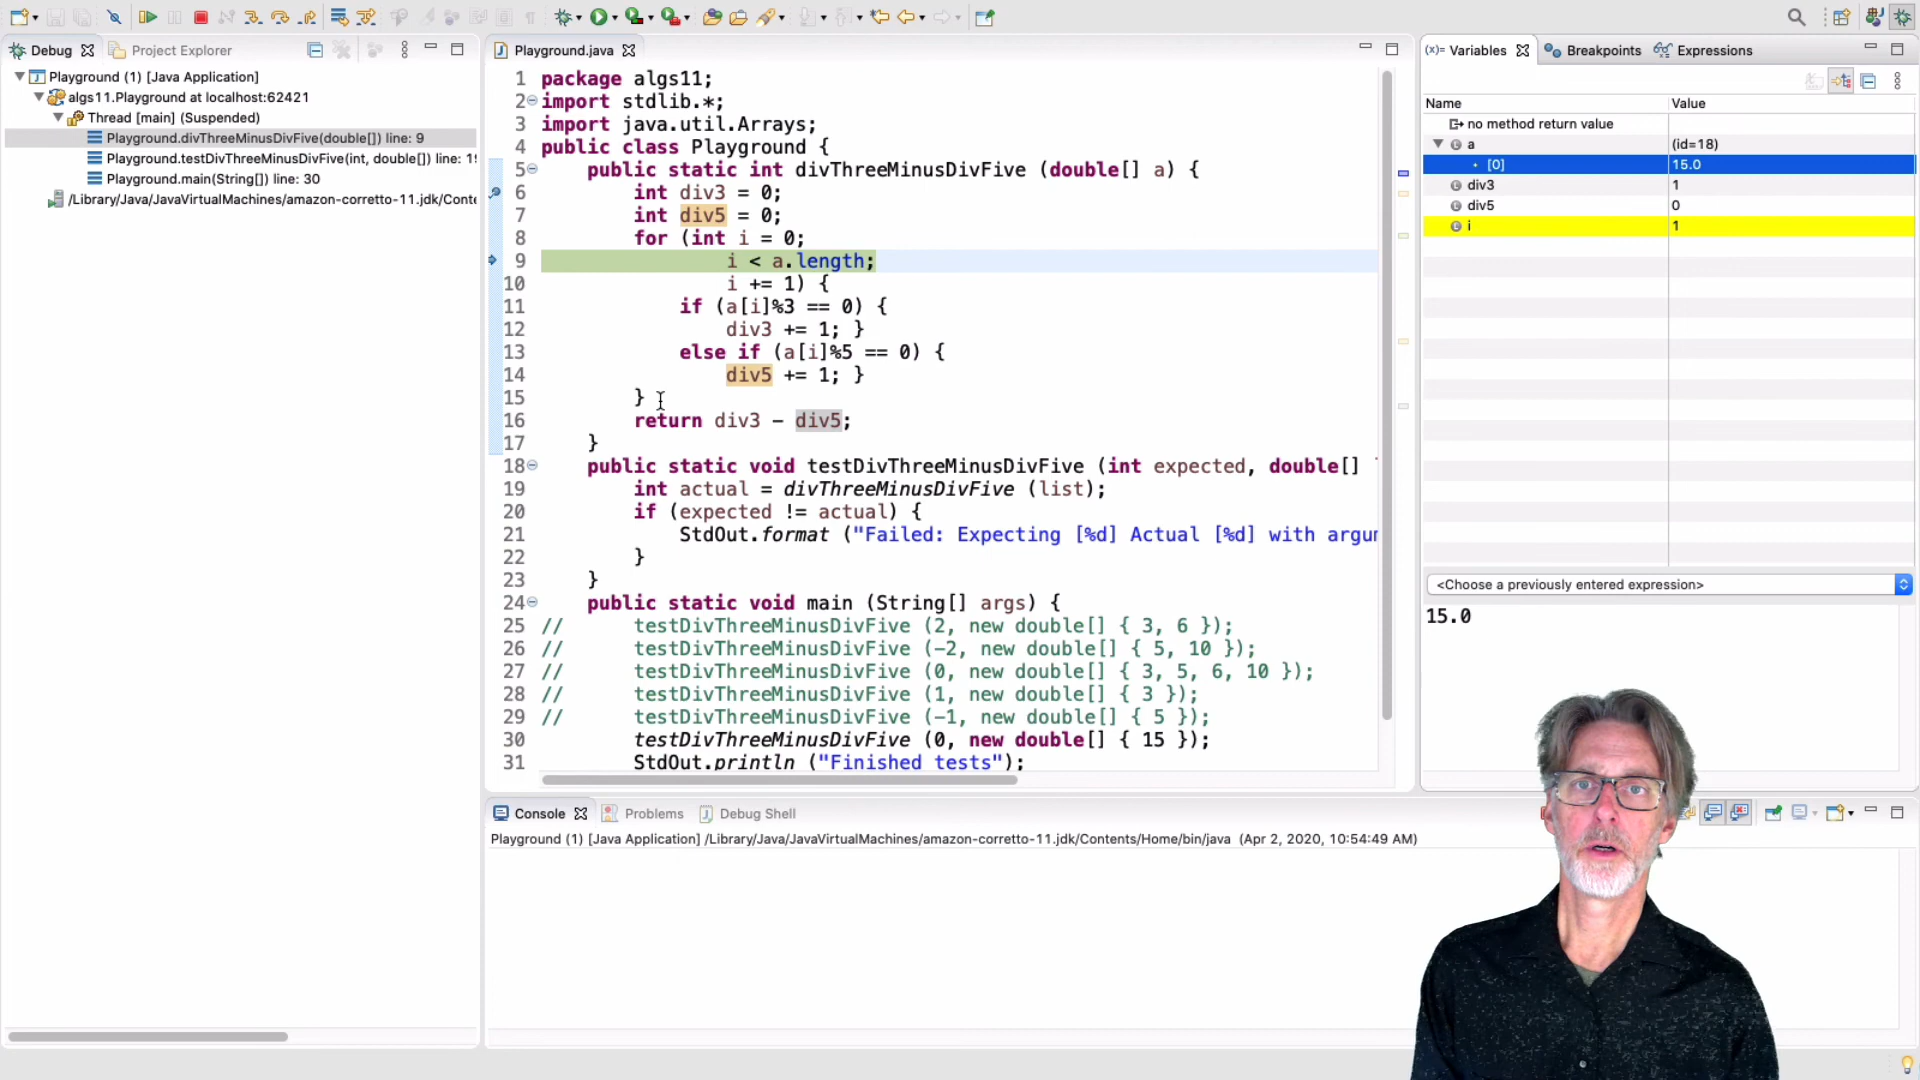 Debug
Project Explorer
Playground (1) [Java Application]
algs11.Playground at localhost:62421
Thread [main] (Suspended)
Playground.divThreeMinusDivFive(double[]) line: 9
Playground.testDivThreeMinusDivFive(int, double[]) line: 19
Playground.main(String[]) line: 30
/Library/Java/JavaVirtualMachines/amazon-corretto-11.jdk/Conte
Playground.java
1 package algs11;
2 import stdlib.*;
3 import java.util.Arrays;
4 public class Playground {
5 public static int divThreeMinusDivFive (double[] a) {
6 int div3 = 0;
7 int div5 = 0;
8 for (int i = 0;
9 i < a.length;
10 i += 1) {
11 if (a[i]%3 == 0) {
12 div3 += 1; }
13 else if (a[i]%5 == 0) {
14 div5 += 1; }
15 }
16 return div3 - div5;
17 }
18 public static void testDivThreeMinusDivFive (int expected, double[]
19 int actual = divThreeMinusDivFive (list);
20 if (expected != actual) {
21 StdOut.format ("Failed: Expecting [%d] Actual [%d] with argu
22 }
23 }
24 public static void main (String[] args) {
25 // testDivThreeMinusDivFive (2, new double[] { 3, 6 });
26 // testDivThreeMinusDivFive (-2, new double[] { 5, 10 });
27 // testDivThreeMinusDivFive (0, new double[] { 3, 5, 6, 10 });
28 // testDivThreeMinusDivFive (1, new double[] { 3 });
29 // testDivThreeMinusDivFive (-1, new double[] { 5 });
30 testDivThreeMinusDivFive (0, new double[] { 15 });
31 StdOut.println ("Finished tests");
(x)= Variables
Breakpoints
Expressions
Name Value
no method return value
a (id=18)
[0] 15.0
div3 1
div5 0
i 1
<Choose a previously entered expression>
15.0
Console
Problems
Debug Shell
Playground (1) [Java Application] /Library/Java/JavaVirtualMachines/amazon-corretto-11.jdk/Contents/Home/bin/java (Apr 2, 2020, 10:54:49 AM)